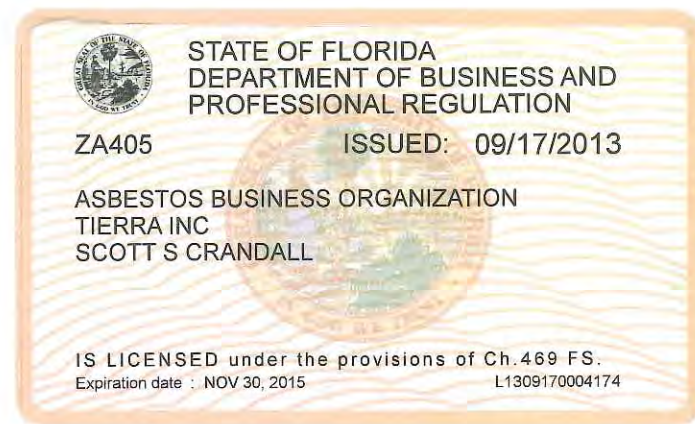 STATE OF FLORIDA
DEPARTMENT OF BUSINESS AND
PROFESSIONAL REGULATION
ZA405 ISSUED: 09/17/2013
ASBESTOS BUSINESS ORGANIZATION
TIERRA INC
SCOTT S CRANDALL
IS LICENSED under the provisions of Ch.469 FS.
Expiration date : NOV 30, 2015 L1309170004174